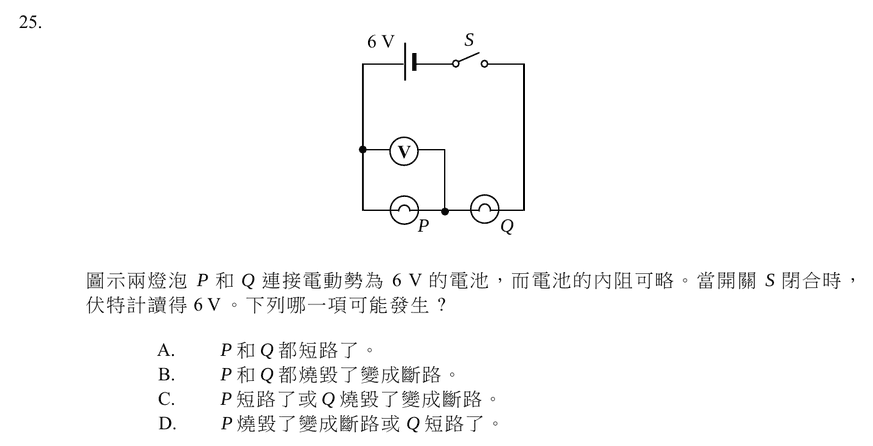 25.
6 V
S
V
P
Q
圖示兩燈泡 P 和 Q 連接電動勢為 6 V 的電池，而電池的內阻可略。當開關 S 閉合時，
伏特計讀得 6 V。下列哪一項可能發生？
A. P 和 Q 都短路了。
B. P 和 Q 都燒毀了變成斷路。
C. P 短路了或 Q 燒毀了變成斷路。
D. P 燒毀了變成斷路或 Q 短路了。